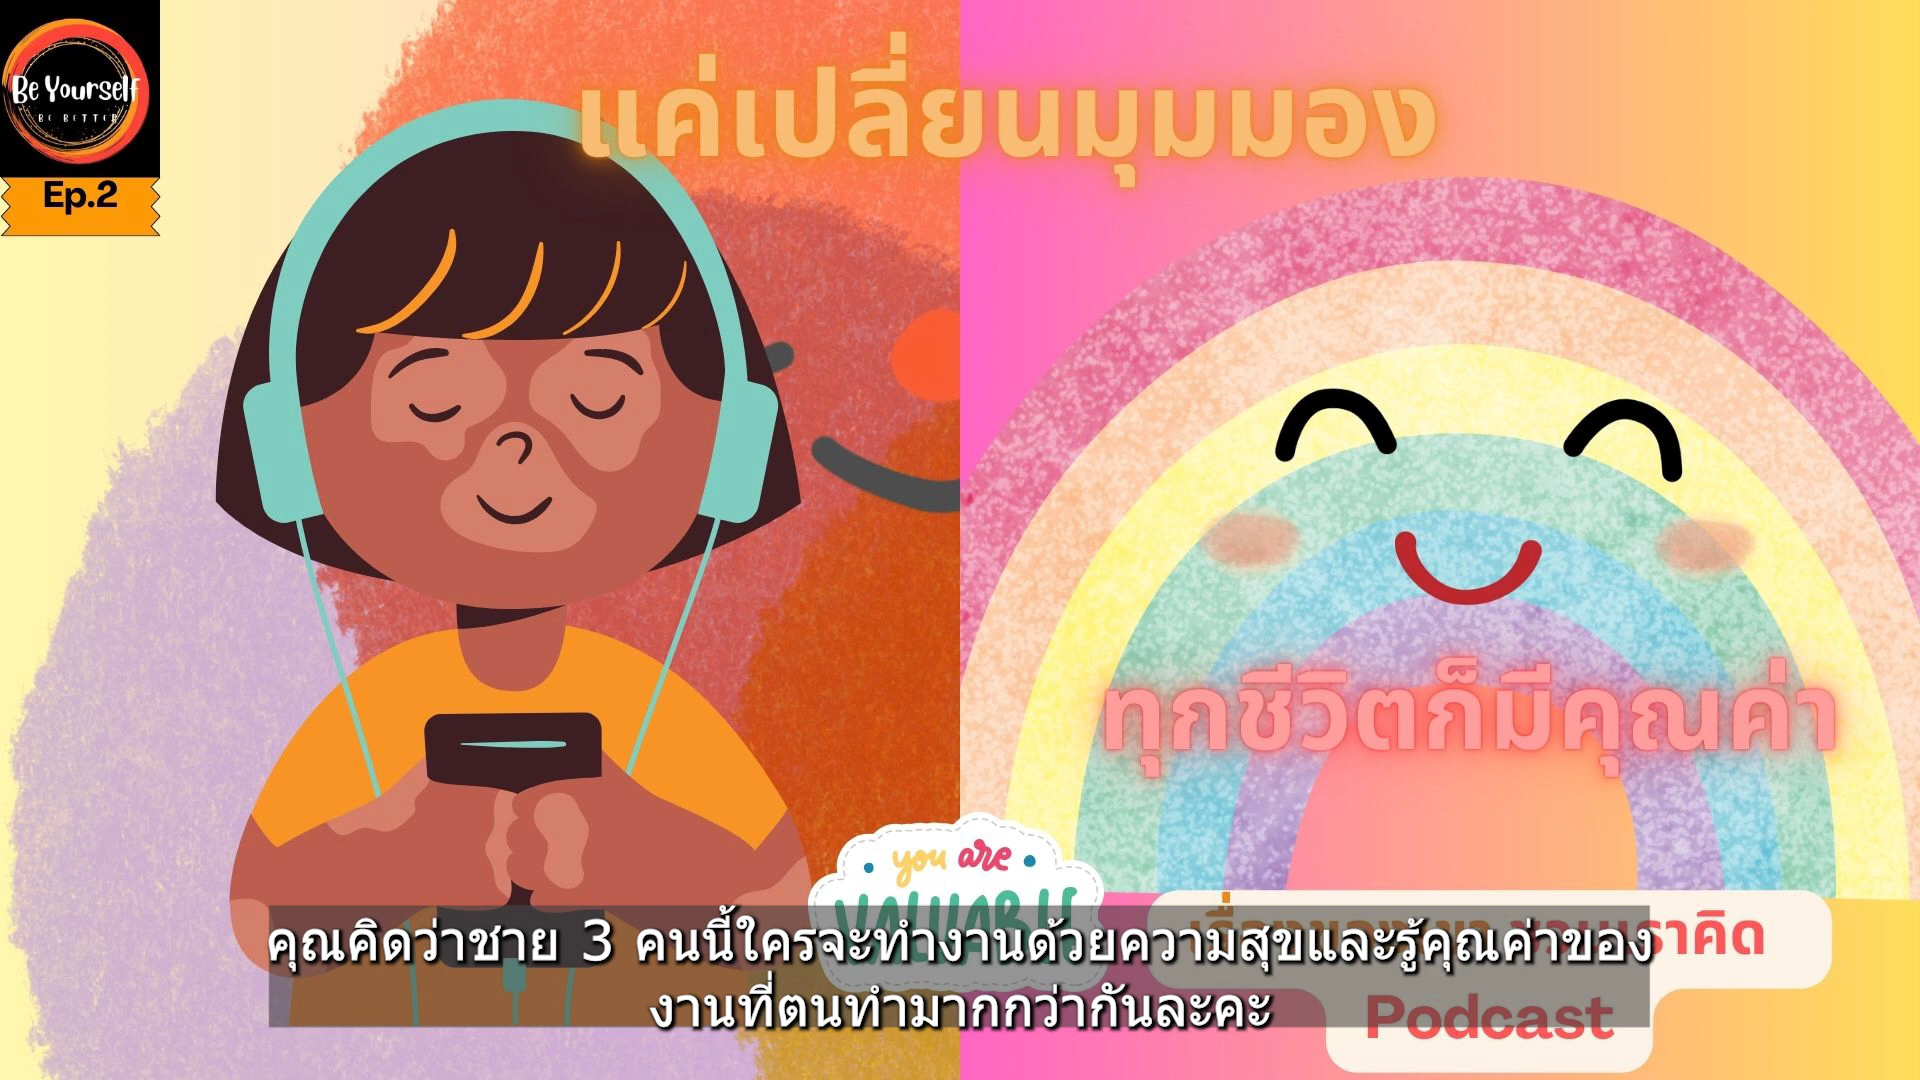 Be Yourself
BE BETTER
Ep.2
แค่เปลี่ยนมุมมอง
ทุกชีวิตก็มีคุณค่า
you are
VALUABLE
คุณคิดว่าชาย 3 คนนี้ใครจะทำงานด้วยความสุขและรู้คุณค่าของ
งานที่ตนทำมากกว่ากันละคะ
Podcast